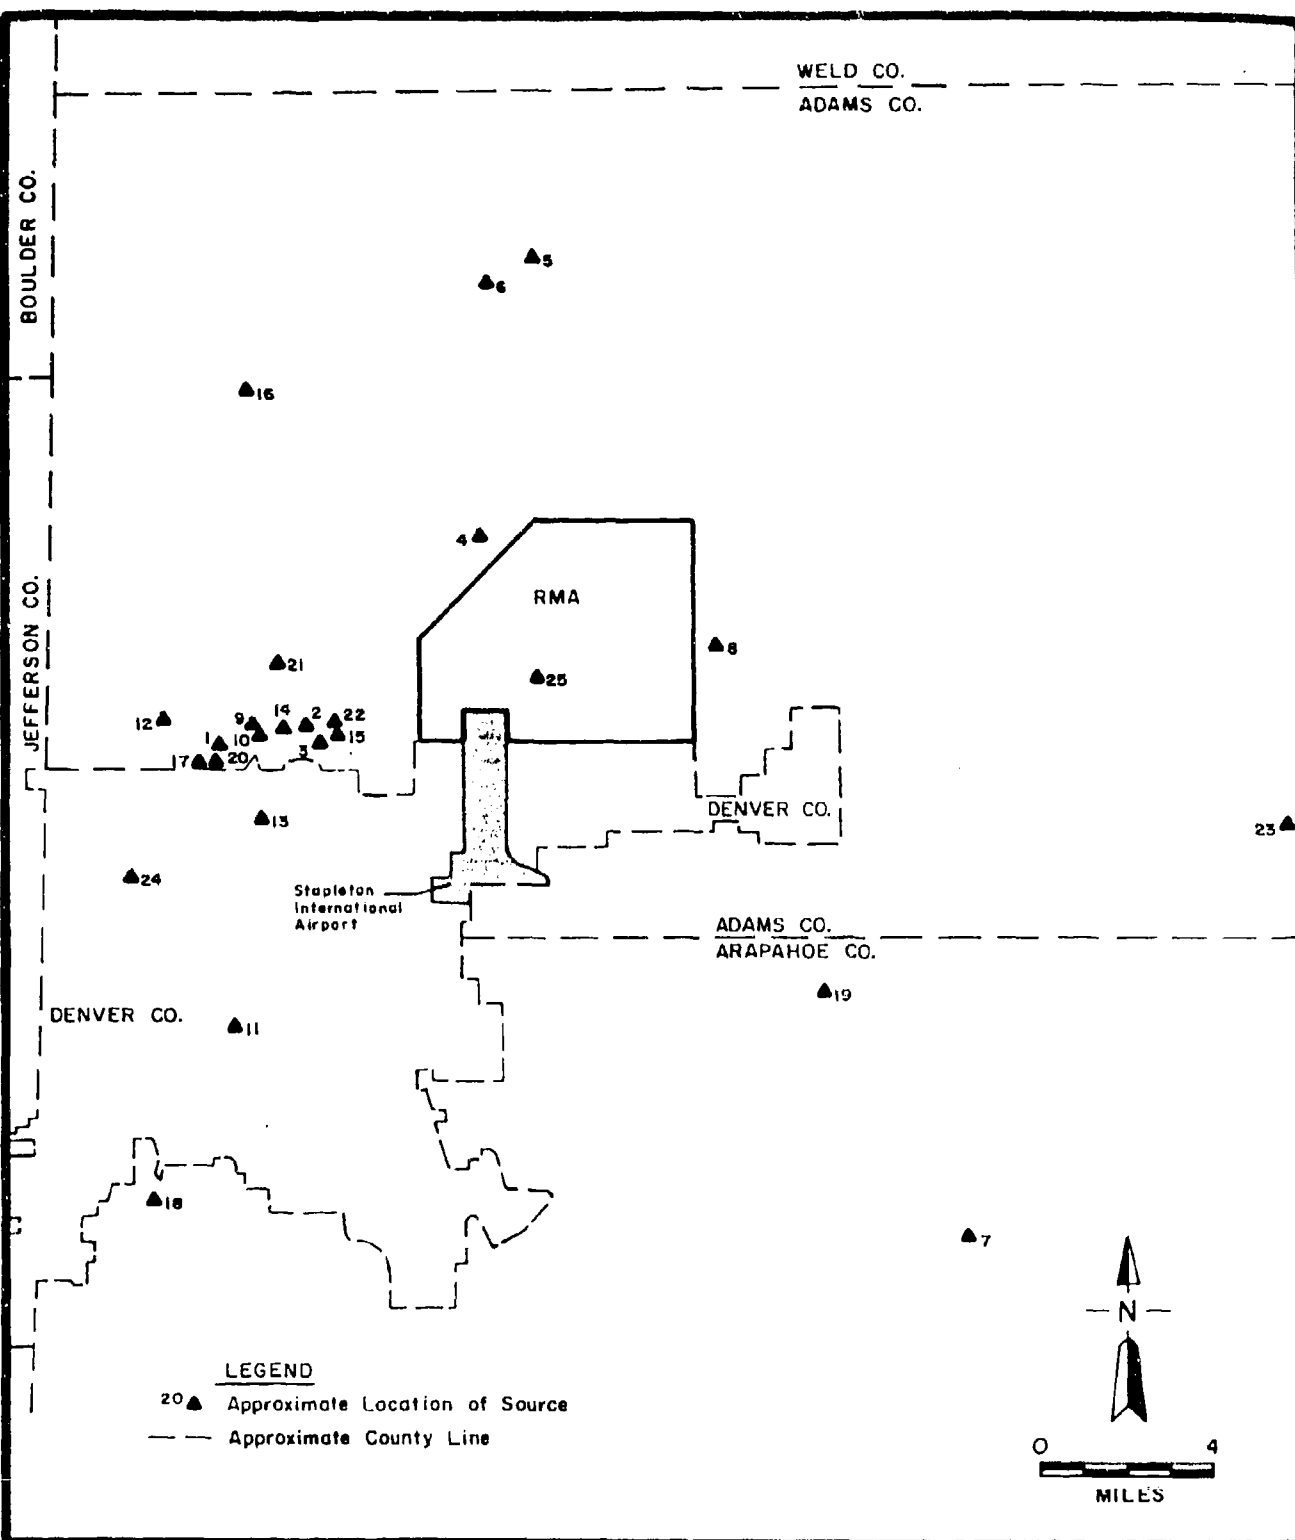 WELD CO.
ADAMS CO.
BOULDER CO.
5
6
16
JEFFERSON CO.
4
RMA
8
21
25
12
9
14
2
22
1
10
3
15
17
20
DENVER CO.
13
23
24
Stapleton
International
Airport
ADAMS CO.
ARAPAHOE CO.
19
DENVER CO.
11
18
7
N
LEGEND
20 Approximate Location of Source
Approximate County Line
0 4
MILES